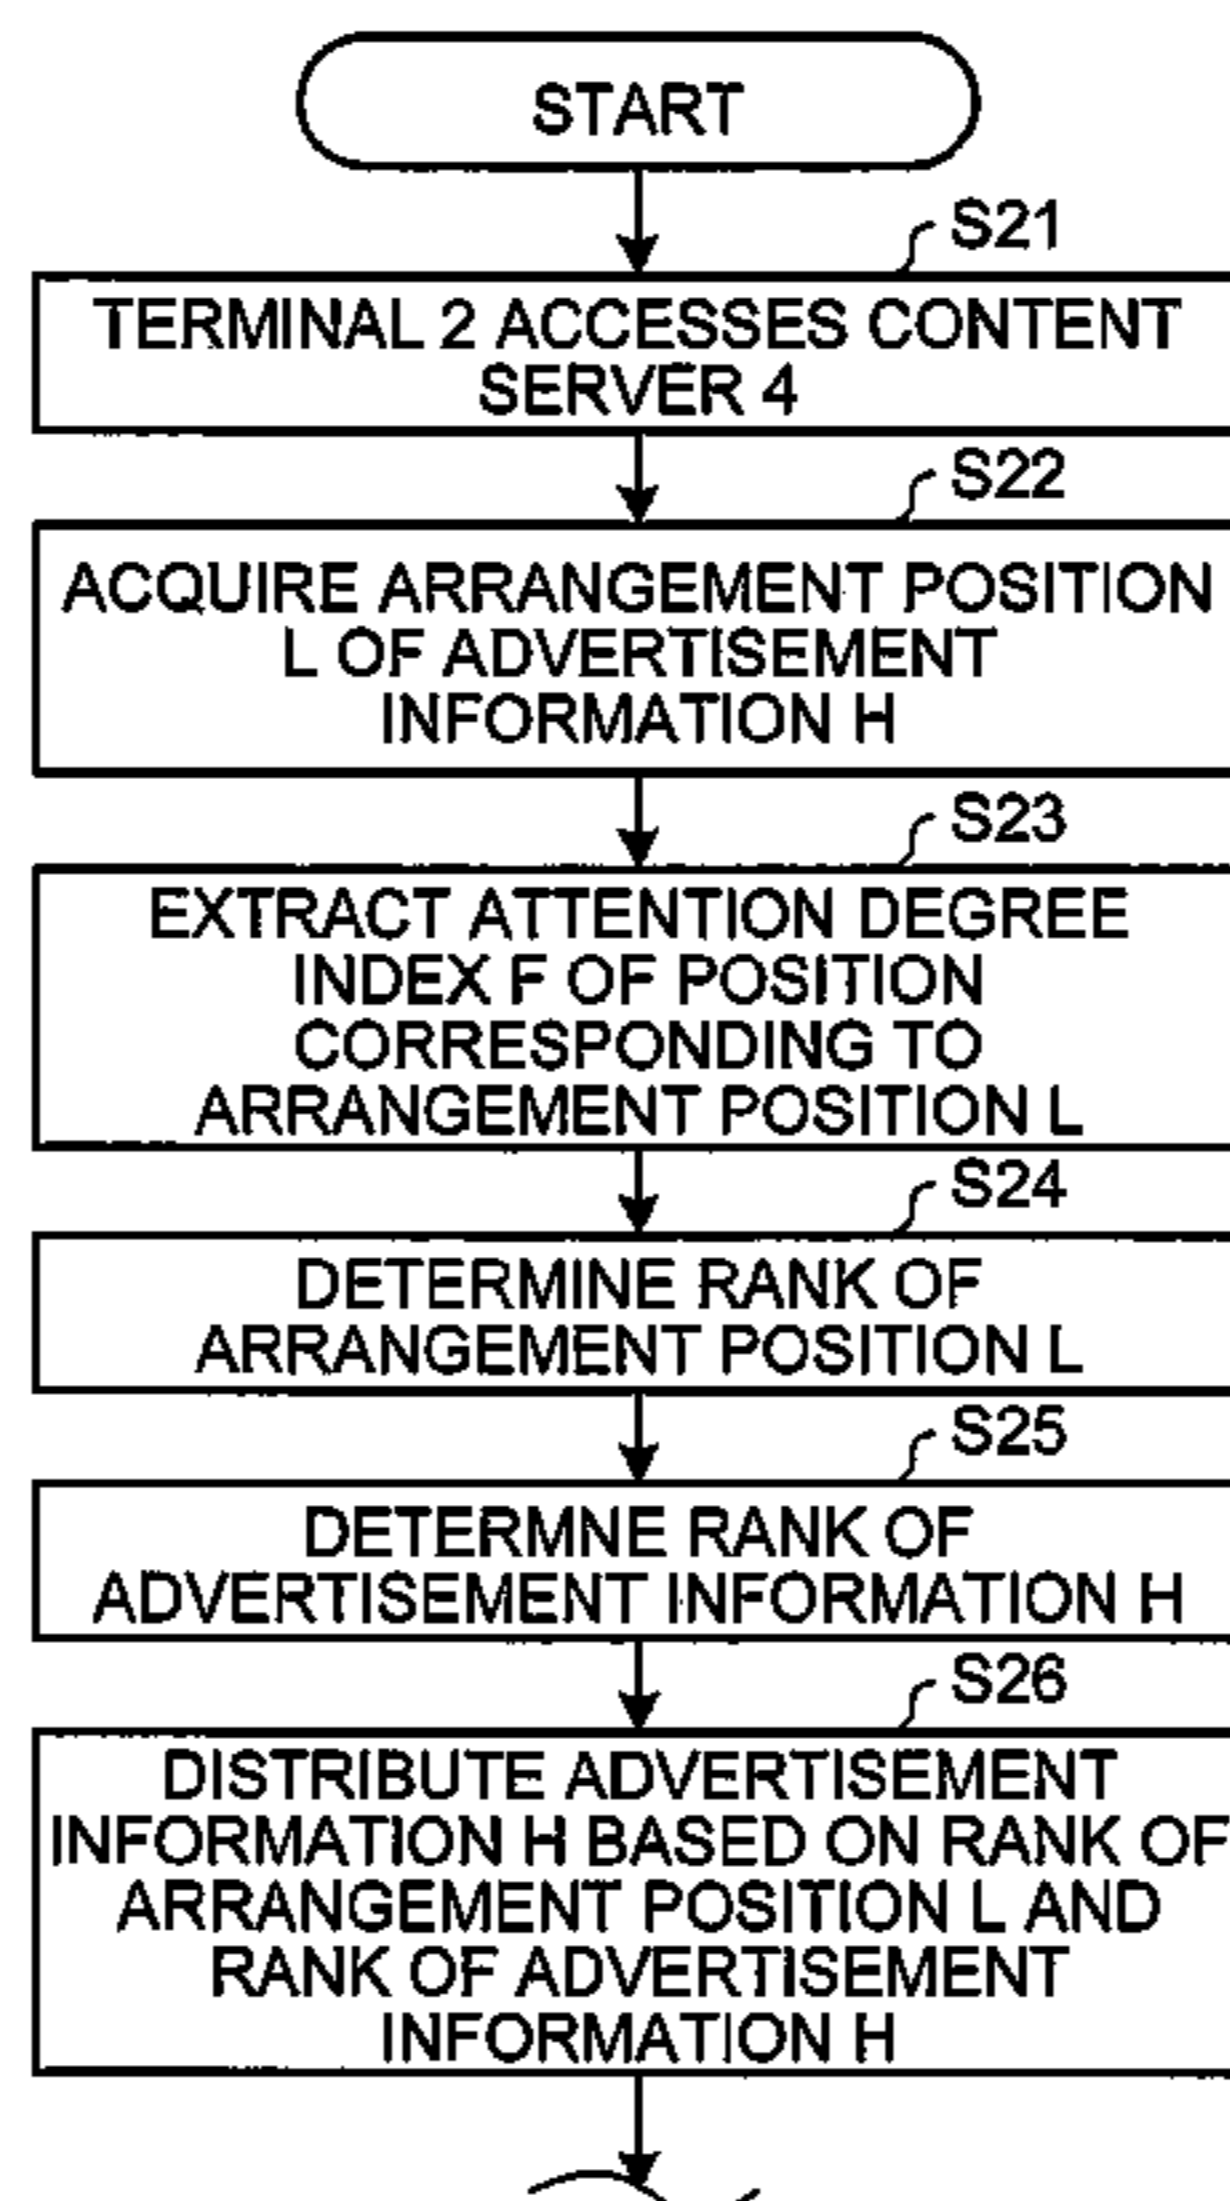 START
S21
TERMINAL 2 ACCESSES CONTENT
SERVER 4
S22
ACQUIRE ARRANGEMENT POSITION
L OF ADVERTISEMENT
INFORMATION H
S23
EXTRACT ATTENTION DEGREE
INDEX F OF POSITION
CORRESPONDING TO
ARRANGEMENT POSITION L
S24
DETERMINE RANK OF
ARRANGEMENT POSITION L
S25
DETERMNE RANK OF
ADVERTISEMENT INFORMATION H
S26
DISTRIBUTE ADVERTISEMENT
INFORMATION H BASED ON RANK OF
ARRANGEMENT POSITION L AND
RANK OF ADVERTISEMENT
INFORMATION H